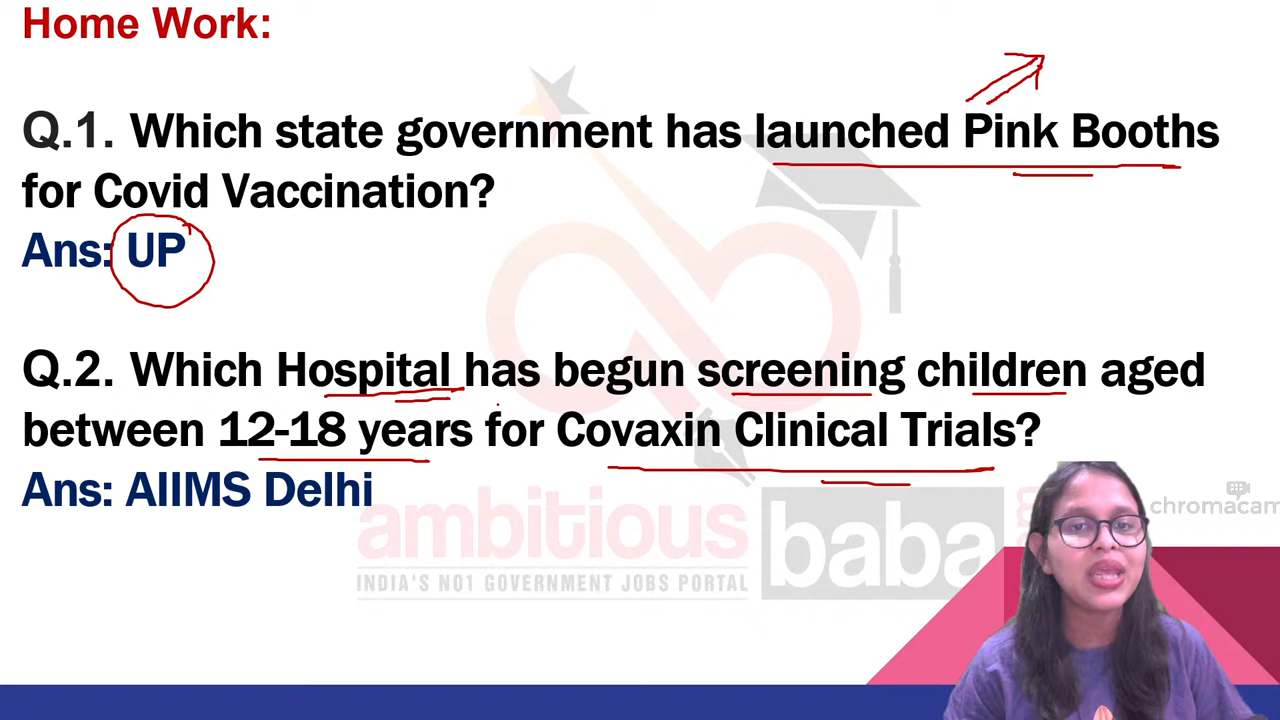 Home Work:
Q.1. Which state government has launched Pink Booths
for Covid Vaccination?
Ans: UP
Q.2. Which Hospital has begun screening children aged
between 12-18 years for Covaxin Clinical Trials?
Ans: AIIMS Delhi
chromacam
ambitious baba
INDIA'S NO1 GOVERNMENT JOBS PORTAL